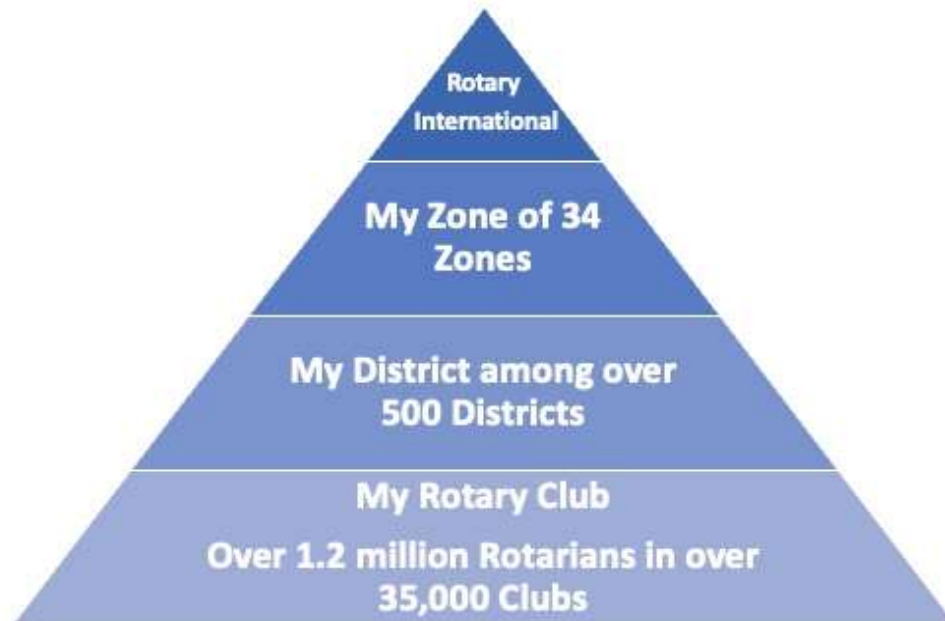 Rotary
International
My Zone of 34
Zones
My District among over
500 Districts
My Rotary Club
Over 1.2 million Rotarians in over
35,000 Clubs